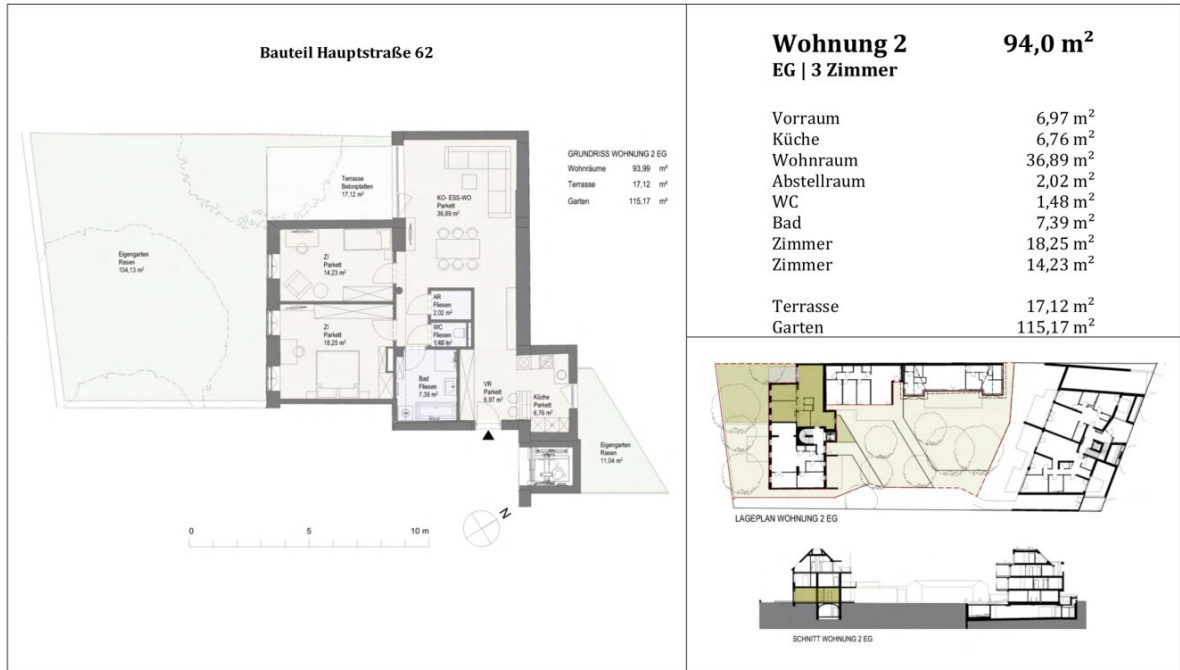 Bauteil Hauptstraße 62
GRUNDRISS WOHNUNG 2 EG
Wohnräume 93,99 m²
Terrasse 17,12 m²
Garten 115,17 m²
Terrasse
Betonplatten
17,12 m²
KO- ESS-WO
Parkett
36,89 m²
Eigengarten
Rasen
104,13 m²
ZI
Parkett
14,23 m²
AR
Fliesen
2,02 m²
ZI
Parkett
18,25 m²
WC
Fliesen
1,48 m²
Bad
Fliesen
7,39 m²
VR
Parkett
6,97 m²
Küche
Parkett
6,76 m²
Eigengarten
Rasen
11,04 m²
N
0 5 10 m
Wohnung 2 94,0 m²
EG | 3 Zimmer
Vorraum 6,97 m²
Küche 6,76 m²
Wohnraum 36,89 m²
Abstellraum 2,02 m²
WC 1,48 m²
Bad 7,39 m²
Zimmer 18,25 m²
Zimmer 14,23 m²
Terrasse 17,12 m²
Garten 115,17 m²
LAGEPLAN WOHNUNG 2 EG
SCHNITT WOHNUNG 2 EG